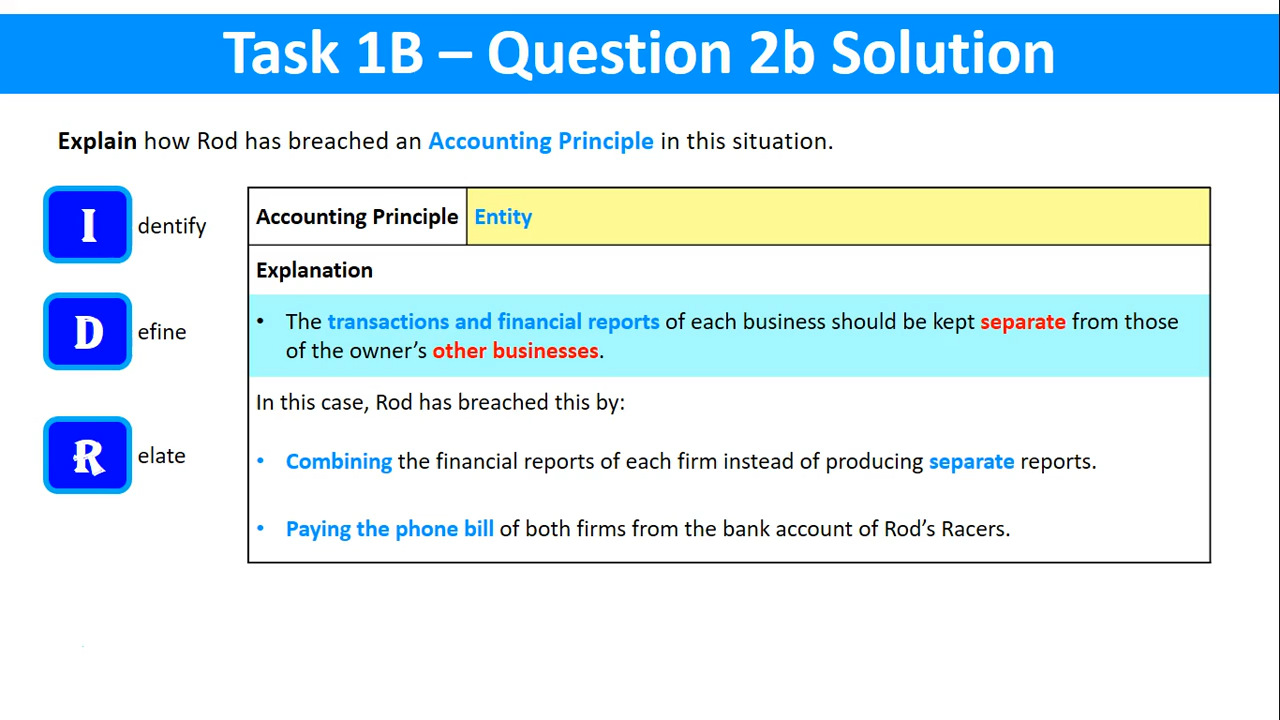 Task 1B – Question 2b Solution
Explain how Rod has breached an Accounting Principle in this situation.
I dentify
Accounting Principle Entity
Explanation
D efine
• The transactions and financial reports of each business should be kept separate from those
of the owner’s other businesses.
In this case, Rod has breached this by:
R elate
• Combining the financial reports of each firm instead of producing separate reports.
• Paying the phone bill of both firms from the bank account of Rod’s Racers.